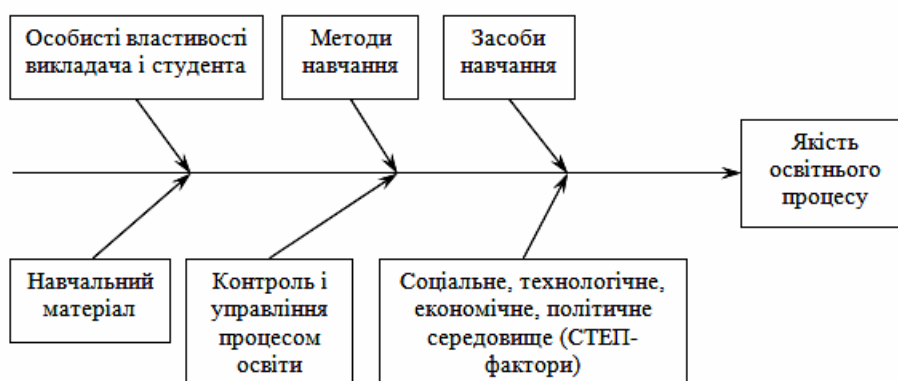 Особисті властивості
викладача і студента
Методи
навчання
Засоби
навчання
Якість
освітнього
процесу
Навчальний
матеріал
Контроль і
управління
процесом
освіти
Соціальне, технологічне,
економічне, політичне
середовище (СТЕП-
фактори)